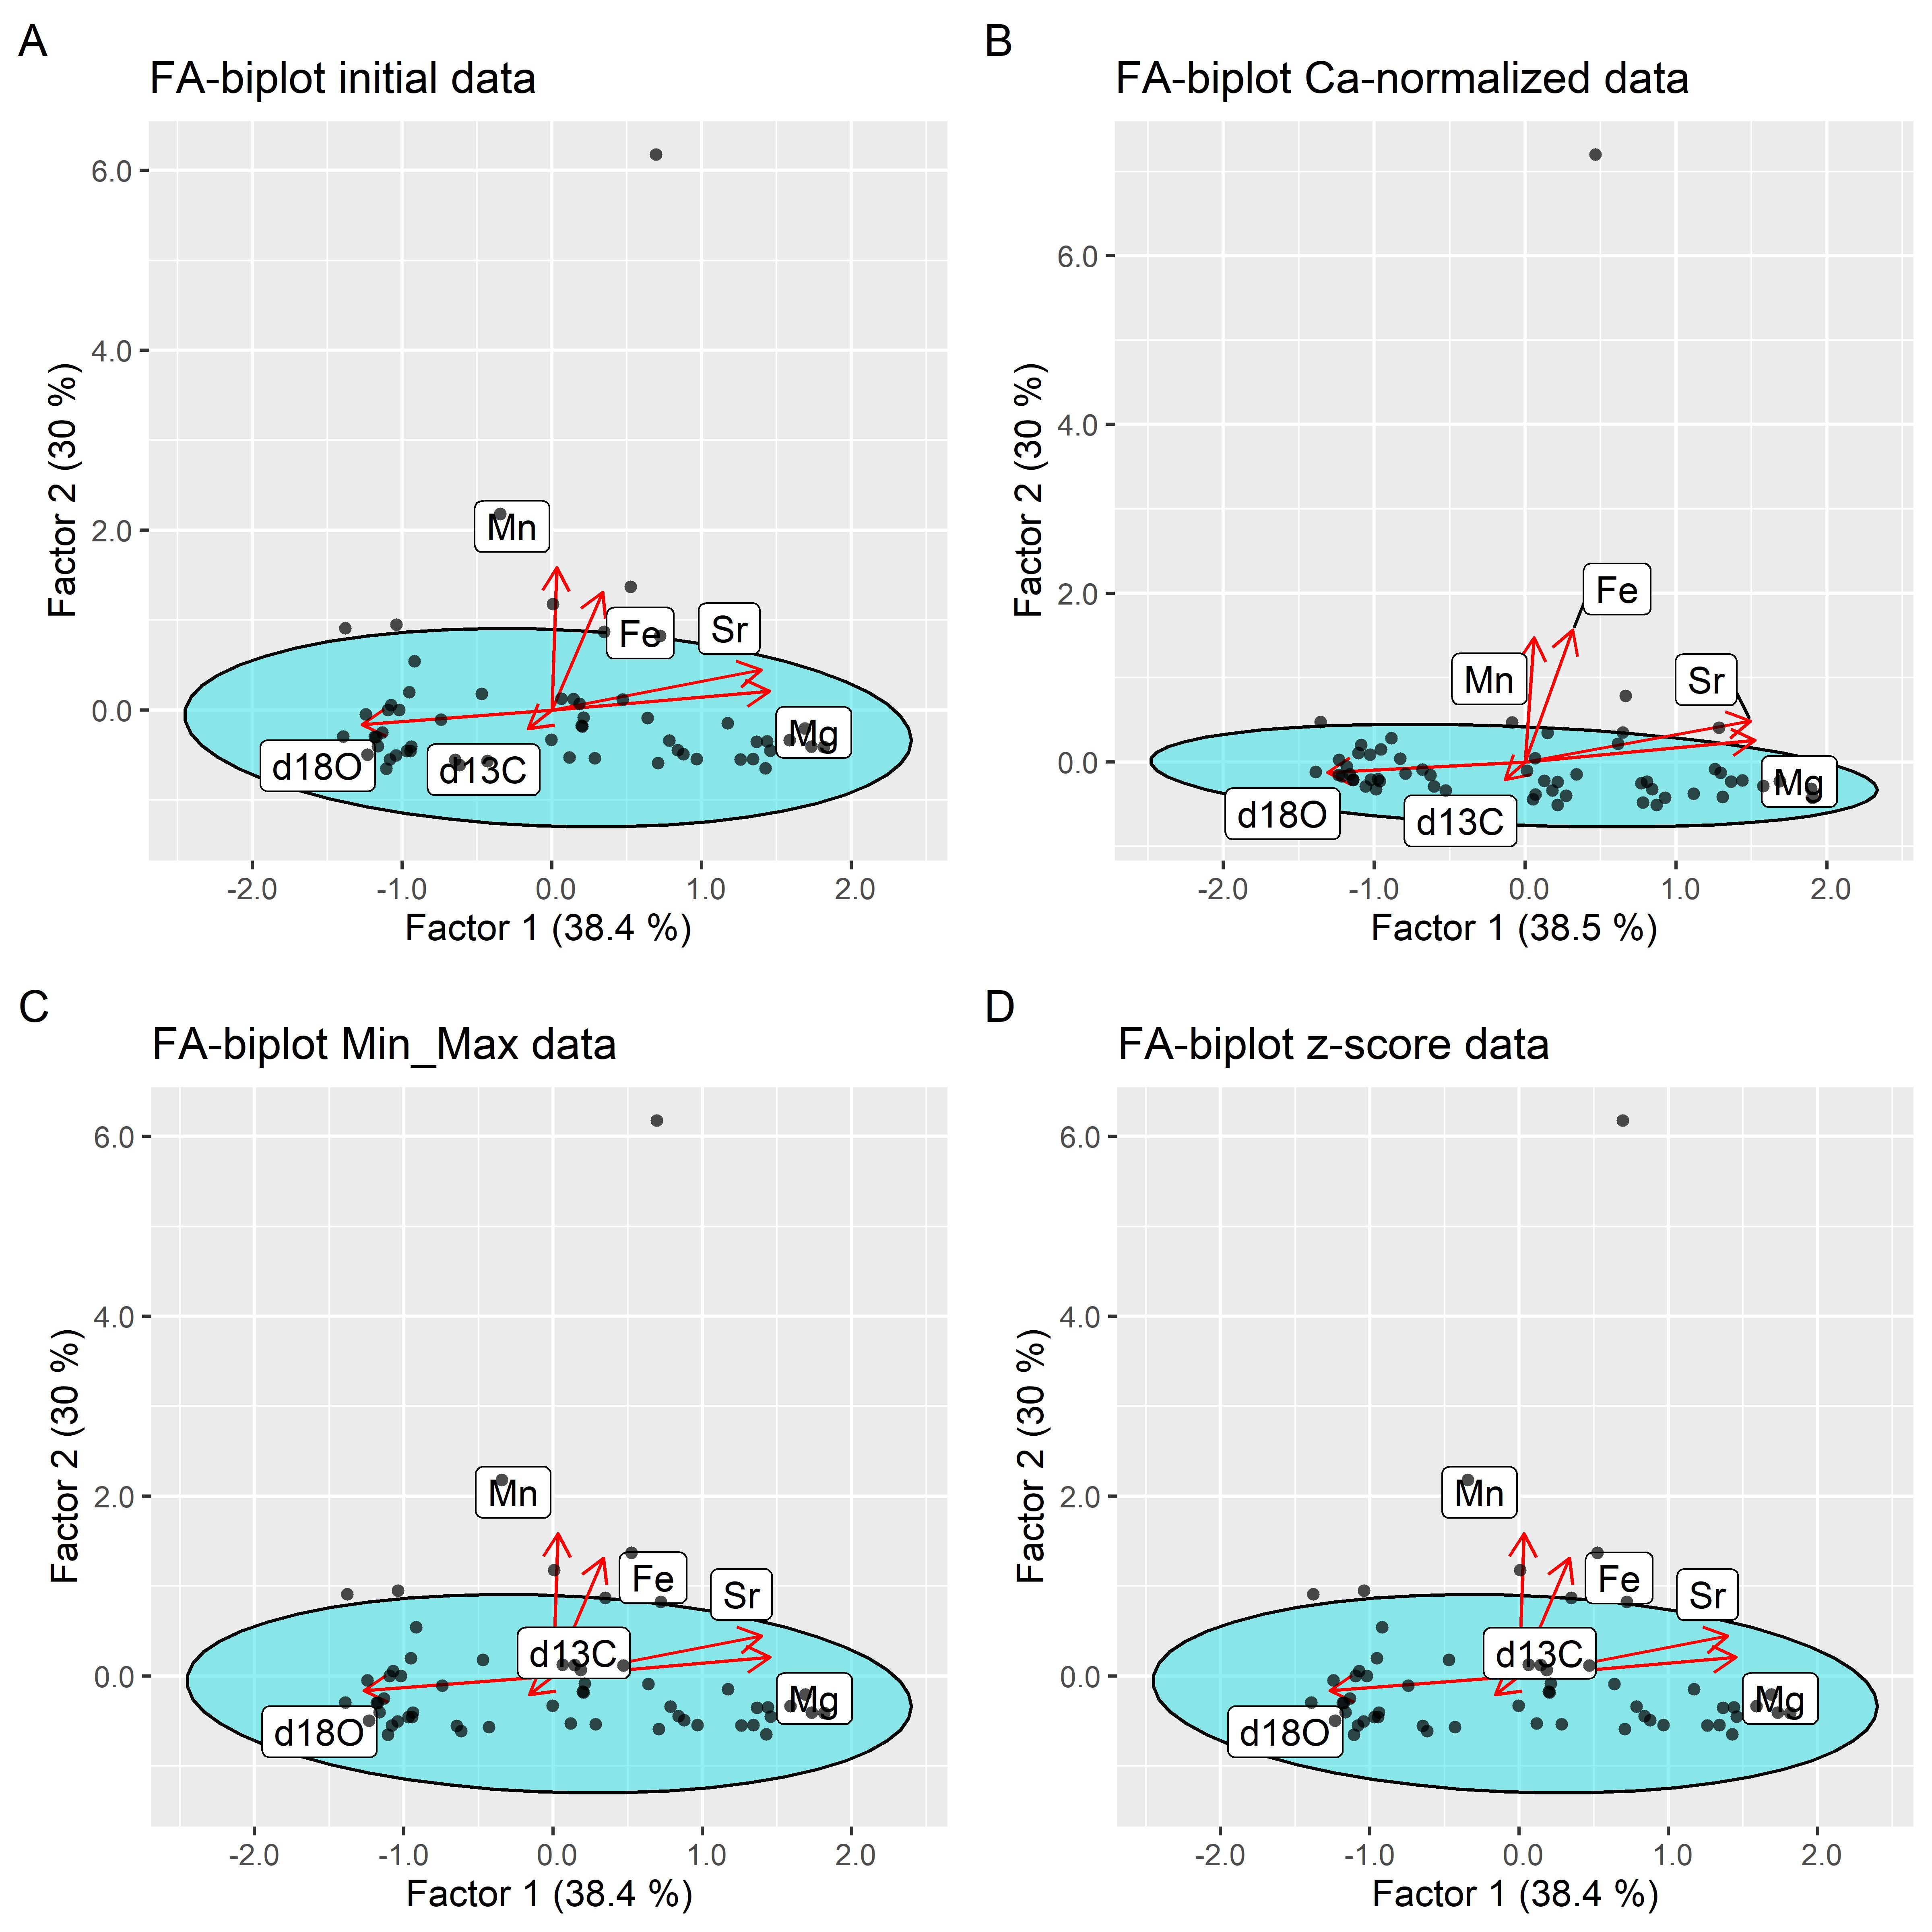 A
FA-biplot initial data
6.0
4.0
2.0
0.0
Factor 2 (30 %)
Mn
Fe
Sr
Mg
d18O
d13C
-2.0 -1.0 0.0 1.0 2.0
Factor 1 (38.4 %)
B
FA-biplot Ca-normalized data
6.0
4.0
2.0
0.0
Factor 2 (30 %)
Fe
Mn
Sr
Mg
d18O
d13C
-2.0 -1.0 0.0 1.0 2.0
Factor 1 (38.5 %)
C
FA-biplot Min_Max data
6.0
4.0
2.0
0.0
Factor 2 (30 %)
Mn
Fe
Sr
d13C
Mg
d18O
-2.0 -1.0 0.0 1.0 2.0
Factor 1 (38.4 %)
D
FA-biplot z-score data
6.0
4.0
2.0
0.0
Factor 2 (30 %)
Mn
Fe
Sr
d13C
Mg
d18O
-2.0 -1.0 0.0 1.0 2.0
Factor 1 (38.4 %)